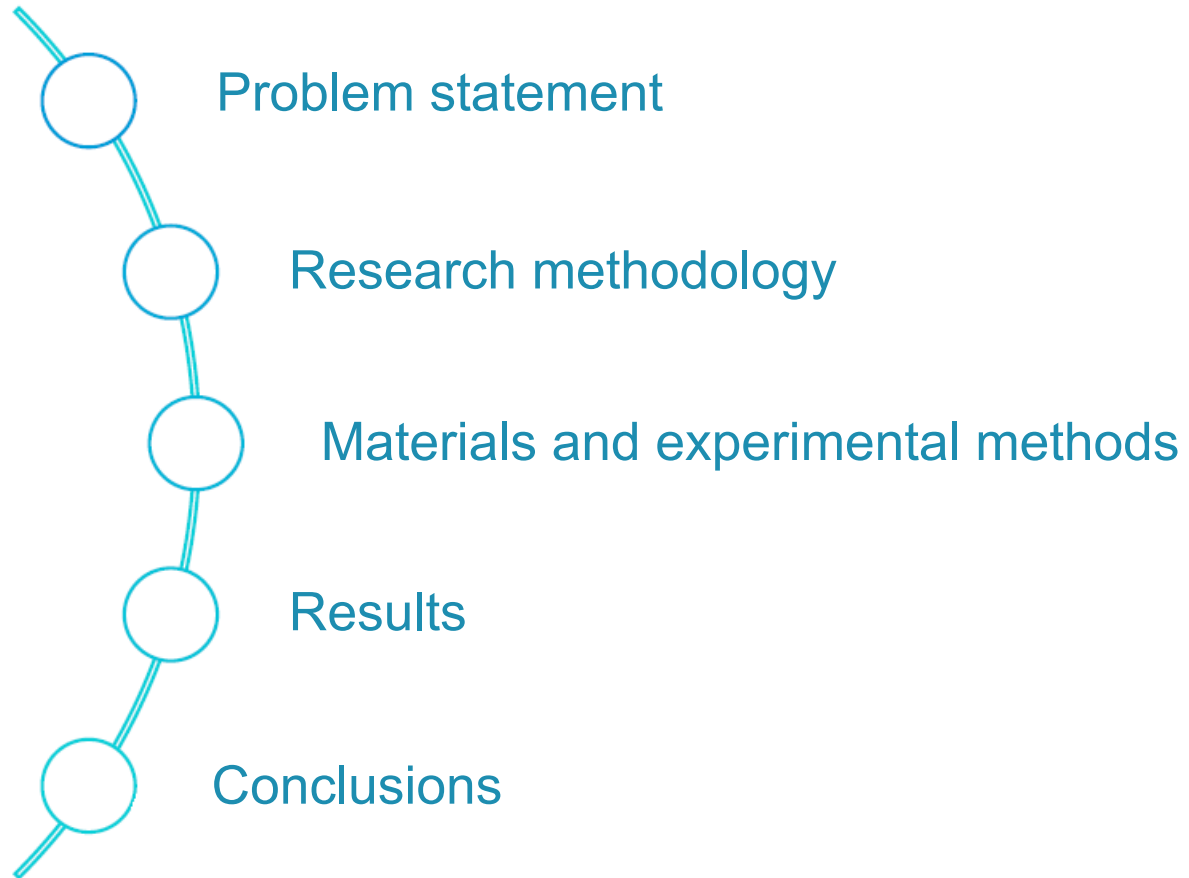 Problem statement
Research methodology
Materials and experimental methods
Results
Conclusions